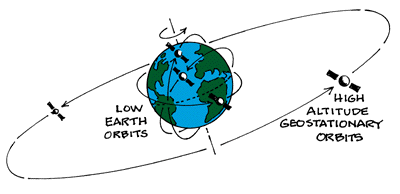 LOW
EARTH
ORBITS
HIGH
ALTITUDE
GEOSTATIONARY
ORBITS